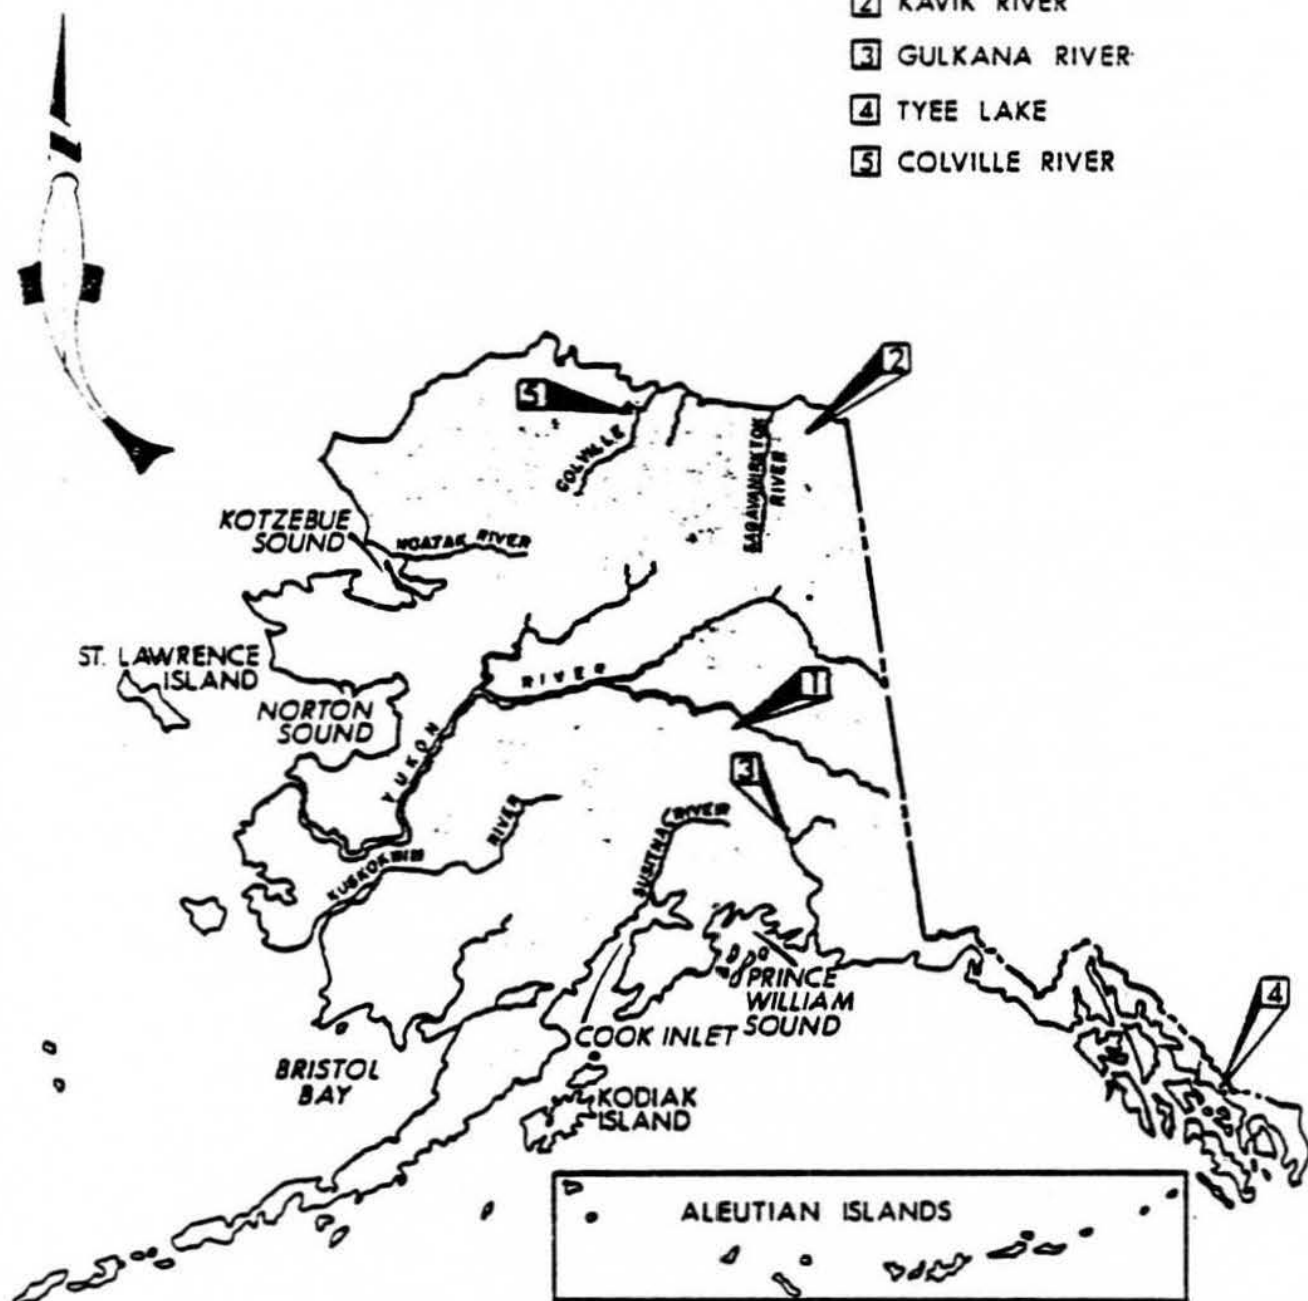 2 KAVIK RIVER
3 GULKANA RIVER
4 TYEE LAKE
5 COLVILLE RIVER
2
5
COLVILLE
RIVER
KOTZEBUE
SOUND
NOATAK RIVER
ST. LAWRENCE
ISLAND
RIVER
1
NORTON
SOUND
YUKON
3
RIVER
SUSITNA RIVER
KUSKOKWIM
PRINCE
WILLIAM
SOUND
4
COOK INLET
BRISTOL
BAY
KODIAK
ISLAND
ALEUTIAN ISLANDS